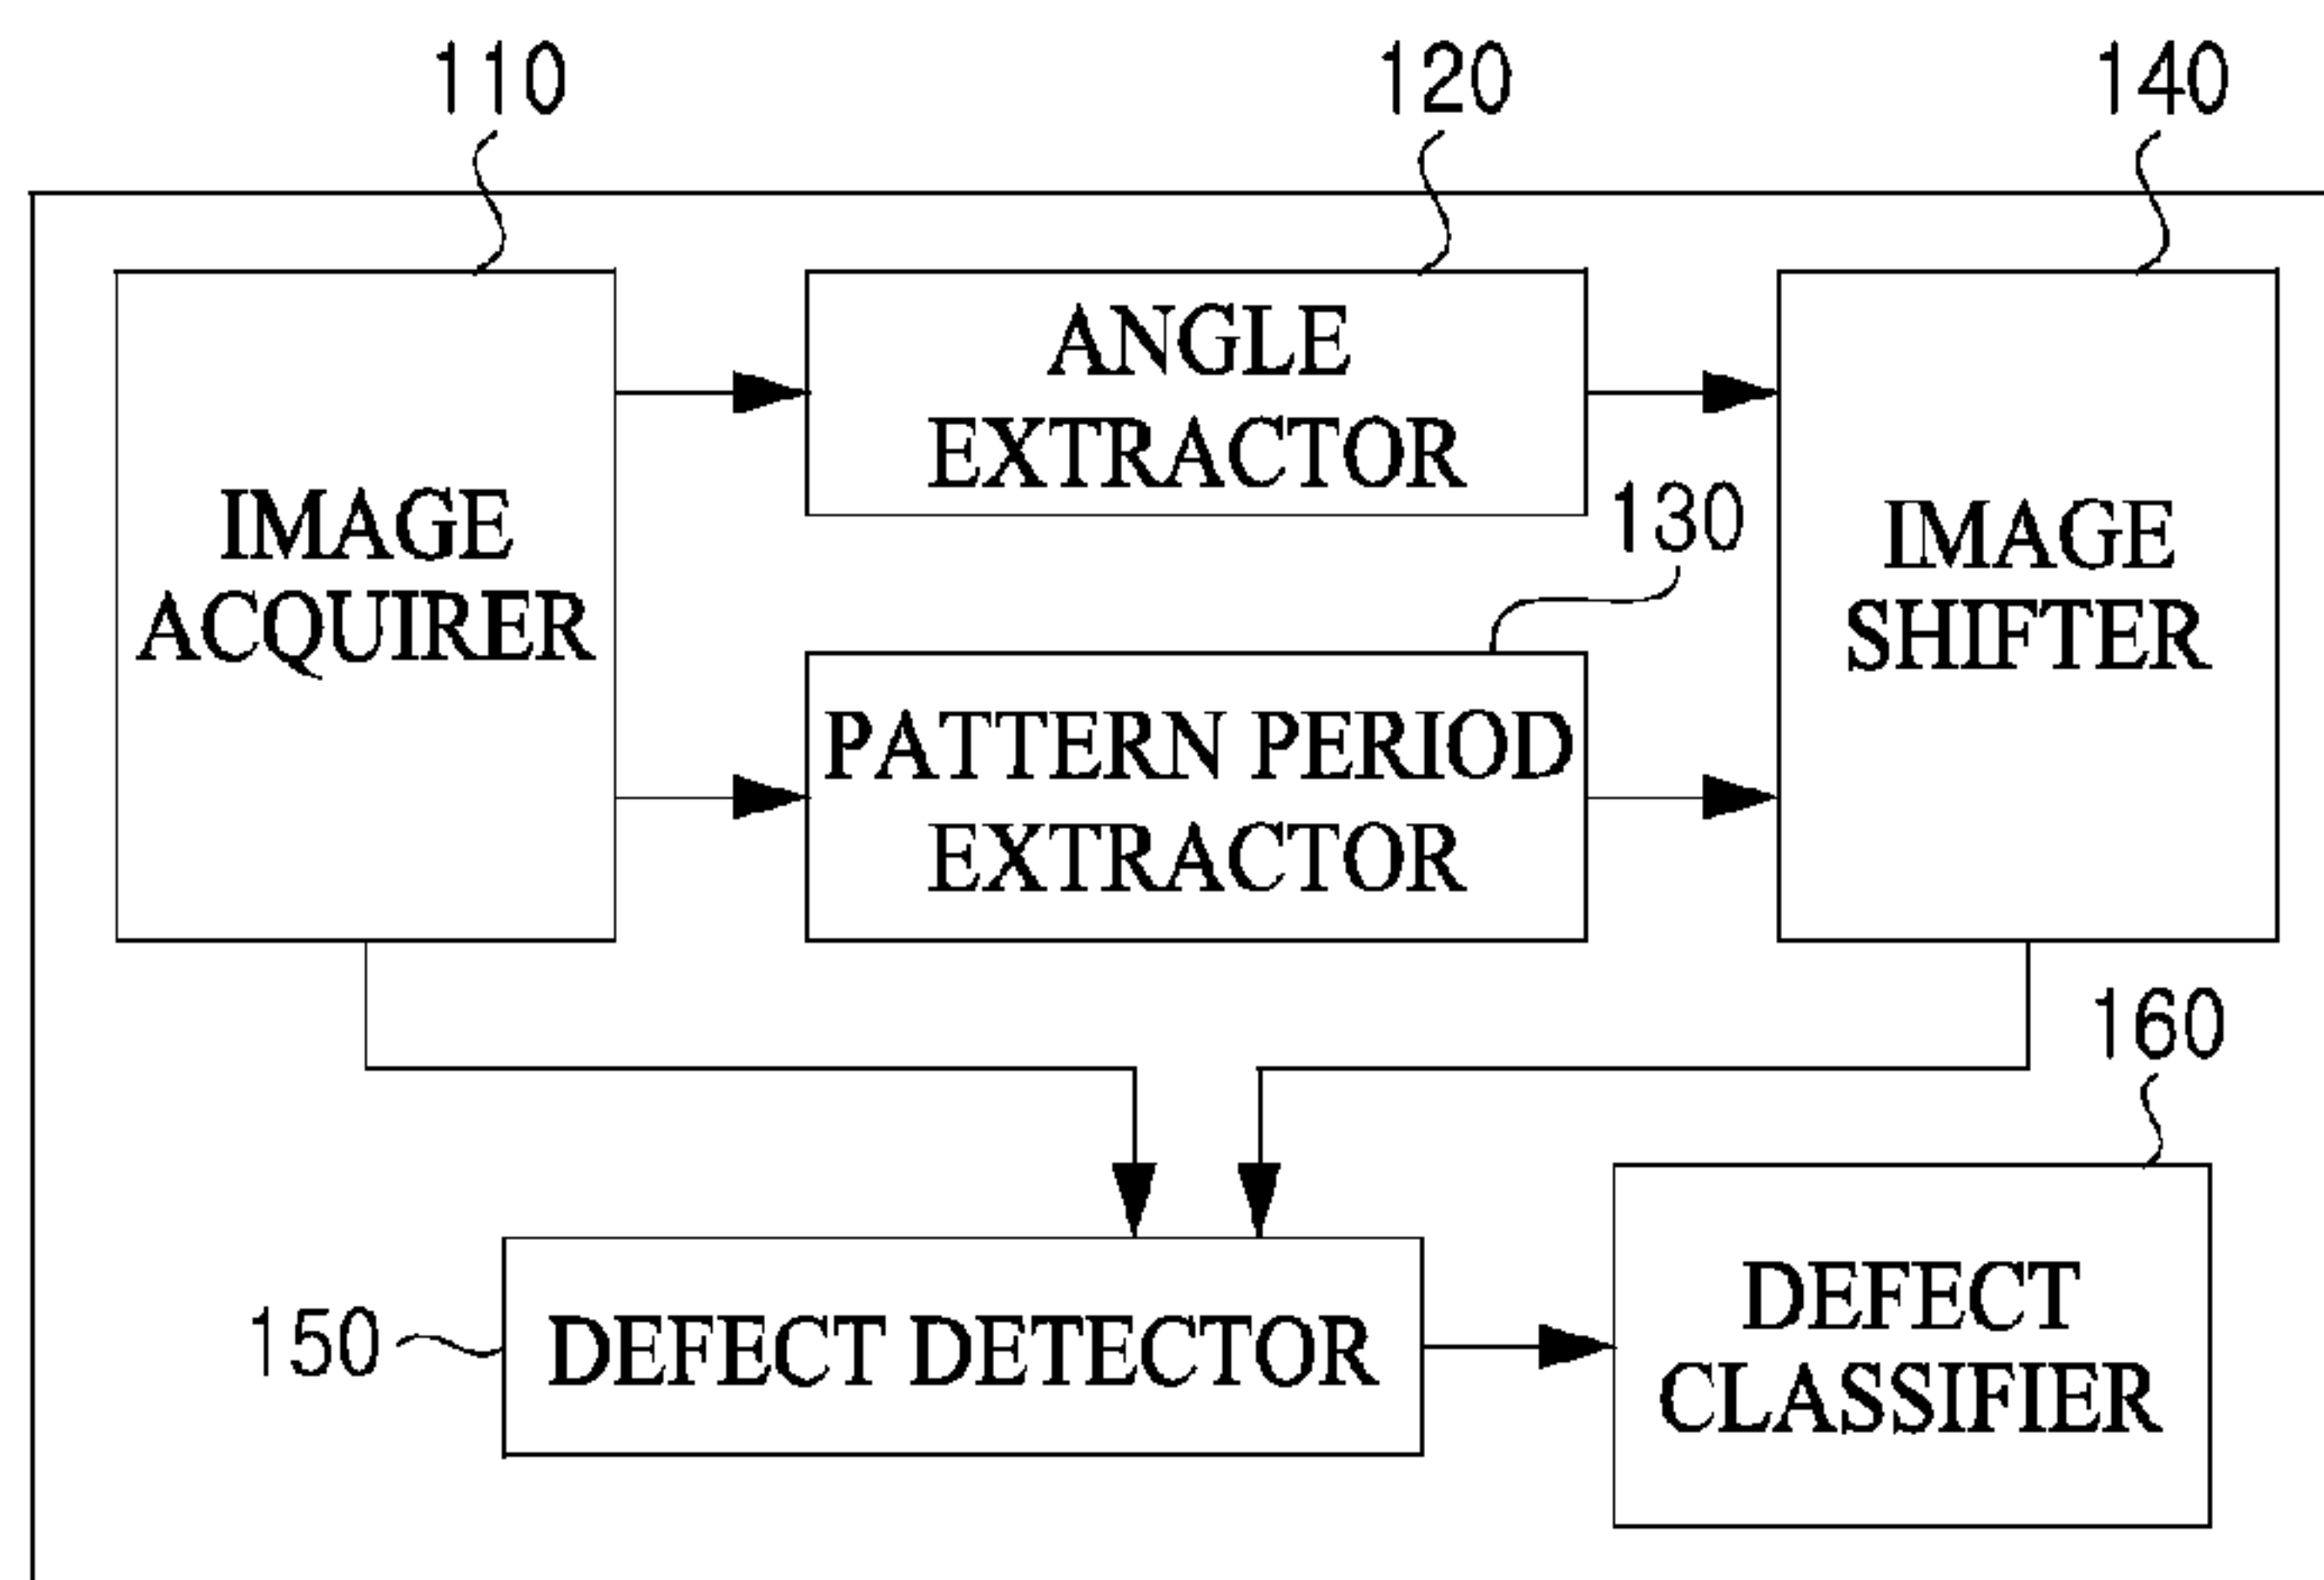 110
120
140
IMAGE
ACQUIRER
ANGLE
EXTRACTOR
130
PATTERN PERIOD
EXTRACTOR
IMAGE
SHIFTER
160
150
DEFECT DETECTOR
DEFECT
CLASSIFIER